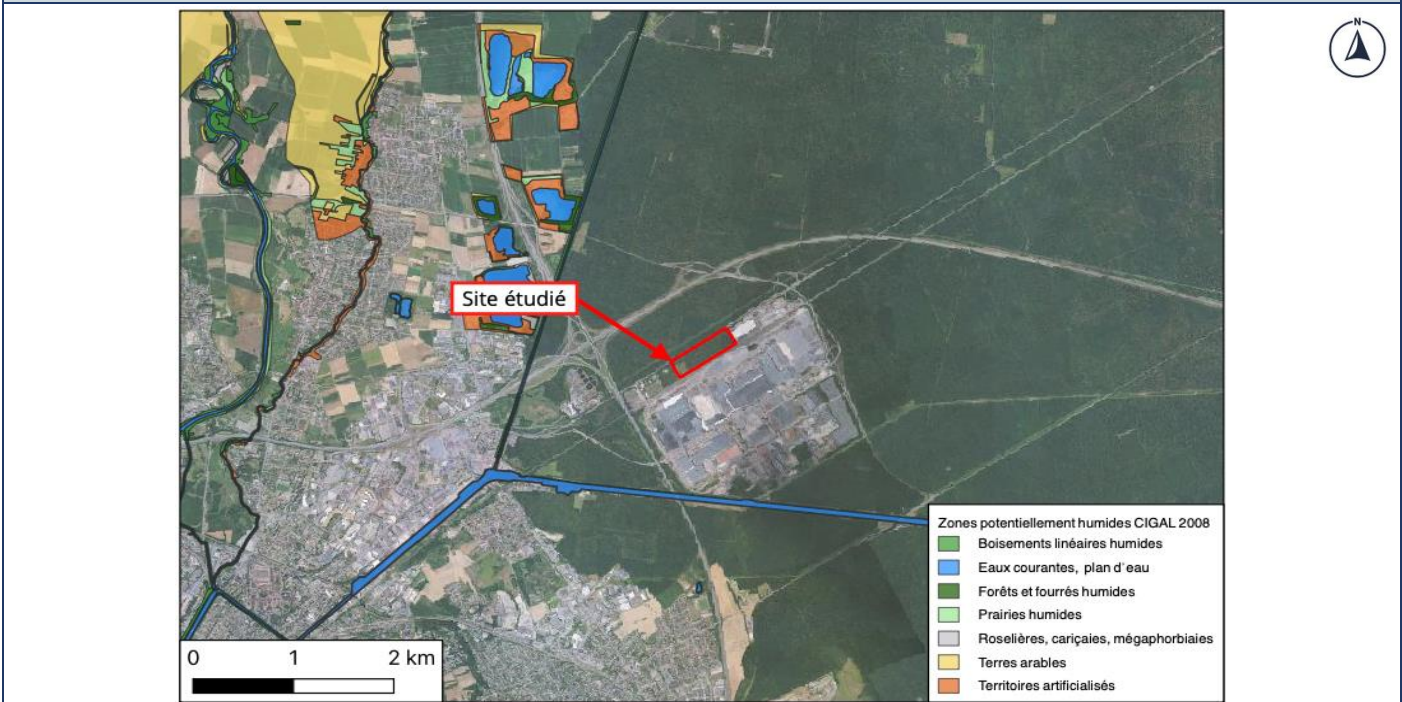 N
Site étudié
Zones potentiellement humides CIGAL 2008
Boisements linéaires humides
Eaux courantes, plan d'eau
Forêts et fourrés humides
Prairies humides
Roselières, cariçaies, mégaphorbiaies
Terres arables
Territoires artificialisés
0 1 2 km